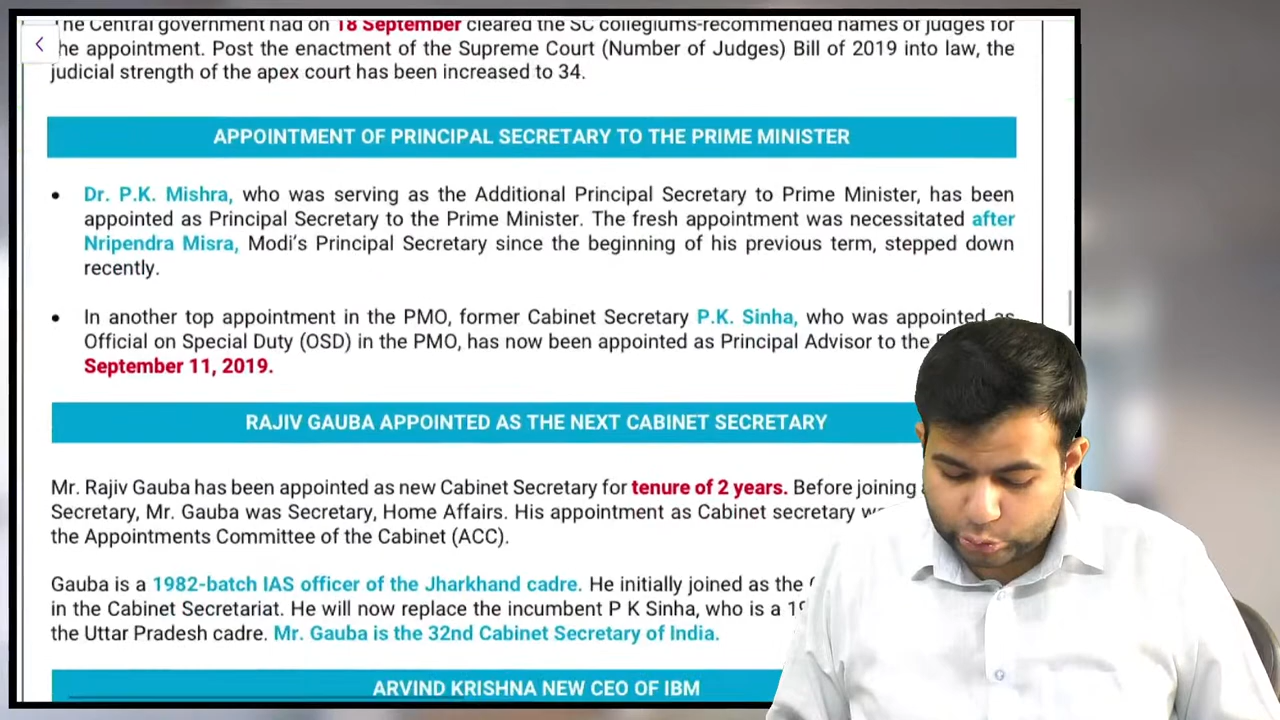 The Central government had on 18 September cleared the SC collegiums-recommended names of judges for
the appointment. Post the enactment of the Supreme Court (Number of Judges) Bill of 2019 into law, the
judicial strength of the apex court has been increased to 34.
APPOINTMENT OF PRINCIPAL SECRETARY TO THE PRIME MINISTER
• Dr. P.K. Mishra, who was serving as the Additional Principal Secretary to Prime Minister, has been
appointed as Principal Secretary to the Prime Minister. The fresh appointment was necessitated after
Nripendra Misra, Modi's Principal Secretary since the beginning of his previous term, stepped down
recently.
• In another top appointment in the PMO, former Cabinet Secretary P.K. Sinha, who was appointed as
Official on Special Duty (OSD) in the PMO, has now been appointed as Principal Advisor to the
September 11, 2019.
RAJIV GAUBA APPOINTED AS THE NEXT CABINET SECRETARY
Mr. Rajiv Gauba has been appointed as new Cabinet Secretary for tenure of 2 years. Before joining
Secretary, Mr. Gauba was Secretary, Home Affairs. His appointment as Cabinet secretary
the Appointments Committee of the Cabinet (ACC).
Gauba is a 1982-batch IAS officer of the Jharkhand cadre. He initially joined as the
in the Cabinet Secretariat. He will now replace the incumbent P K Sinha, who is a
the Uttar Pradesh cadre. Mr. Gauba is the 32nd Cabinet Secretary of India.
ARVIND KRISHNA NEW CEO OF IBM